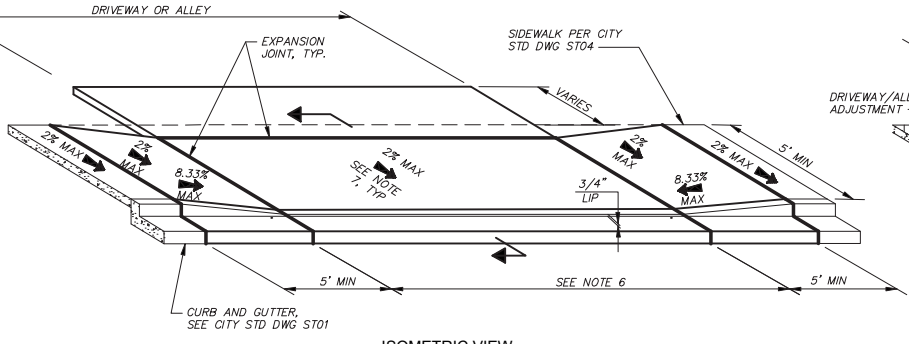 DRIVEWAY OR ALLEY
EXPANSION
JOINT, TYP.
SIDEWALK PER CITY
STD DWG ST04
VARIES
DRIVEWAY/ALL
ADJUSTMENT
5' MIN
2% MAX
2%
MAX
8.33%
MAX
2% MAX
SEE NOTE
7, TYP
2%
MAX
2% MAX
8.33%
MAX
3/4"
LIP
5' MIN
SEE NOTE 6
5' MIN
CURB AND GUTTER,
SEE CITY STD DWG ST01
ISOMETRIC VIEW